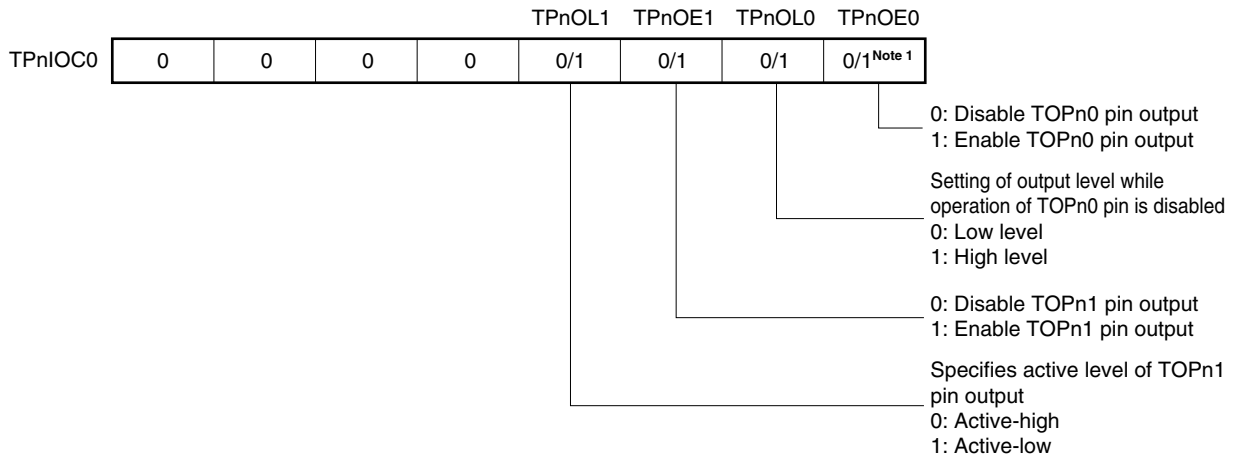 TPnOL1 TPnOE1 TPnOL0 TPnOE0
TPnIOC0 0 0 0 0 0/1 0/1 0/1 0/1Note 1
0: Disable TOPn0 pin output
1: Enable TOPn0 pin output
Setting of output level while
operation of TOPn0 pin is disabled
0: Low level
1: High level
0: Disable TOPn1 pin output
1: Enable TOPn1 pin output
Specifies active level of TOPn1
pin output
0: Active-high
1: Active-low